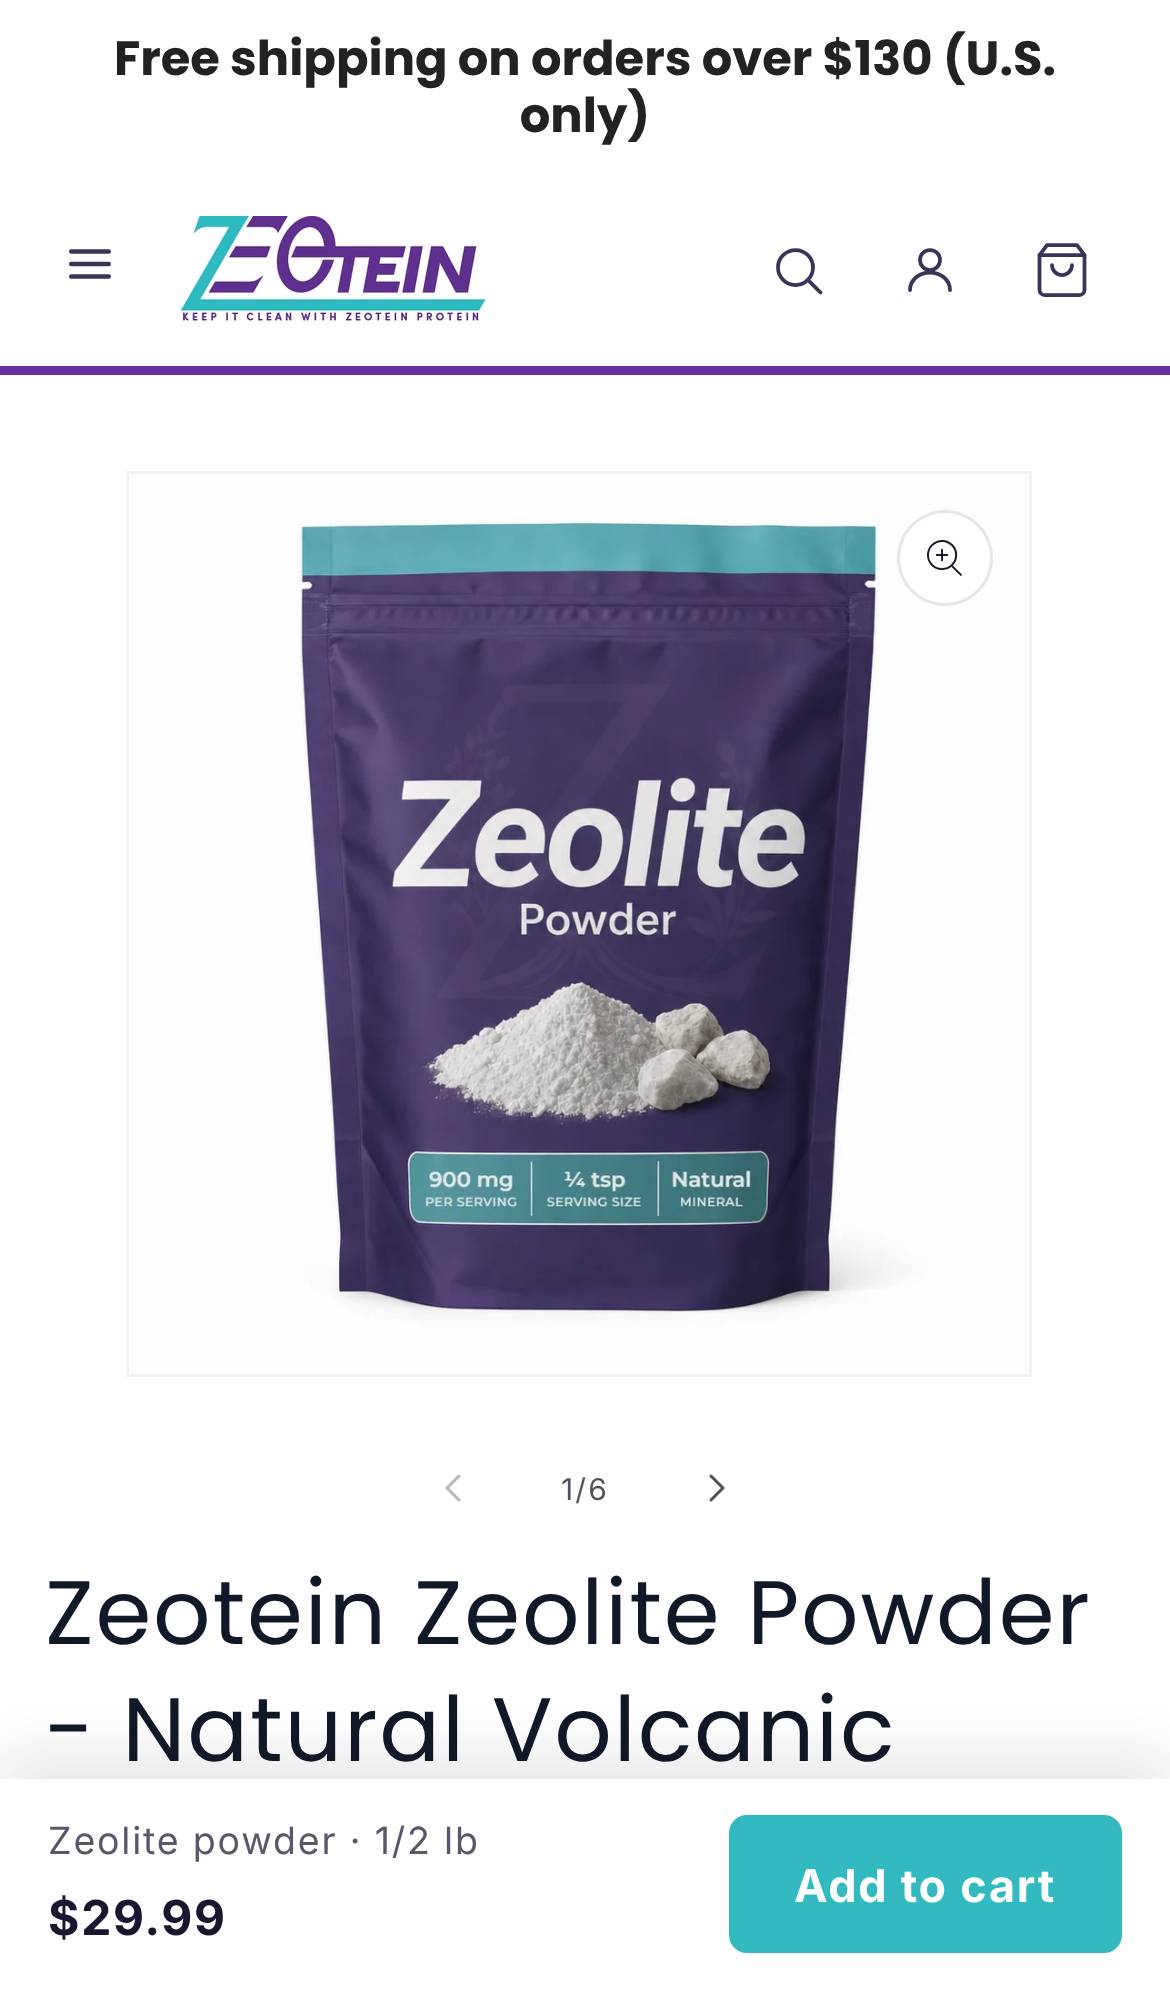 Free shipping on orders over $130 (U.S.
only)
ZEOTEIN
KEEP IT CLEAN WITH ZEOTEIN PROTEIN
Zeolite
Powder
900 mg
PER SERVING
¼ tsp
SERVING SIZE
Natural
MINERAL
1/6
Zeotein Zeolite Powder
- Natural Volcanic
Zeolite powder · 1/2 lb
$29.99
Add to cart